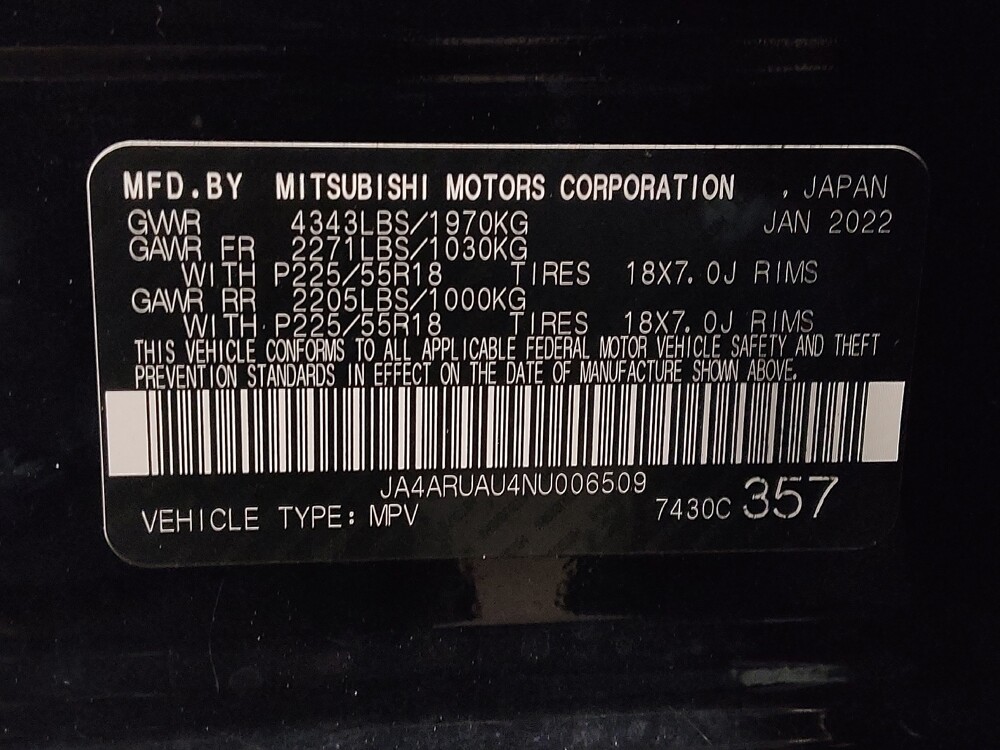 MFD.BY MITSUBISHI MOTORS CORPORATION , JAPAN
GVWR 4343LBS/1970KG JAN 2022
GAWR FR 2271LBS/1030KG
WITH P225/55R18 TIRES 18X7.0J RIMS
GAWR RR 2205LBS/1000KG
WITH P225/55R18 TIRES 18X7.0J RIMS
THIS VEHICLE CONFORMS TO ALL APPLICABLE FEDERAL MOTOR VEHICLE SAFETY AND THEFT
PREVENTION STANDARDS IN EFFECT ON THE DATE OF MANUFACTURE SHOWN ABOVE.
JA4ARUAU4NU006509
VEHICLE TYPE: MPV 7430C 357